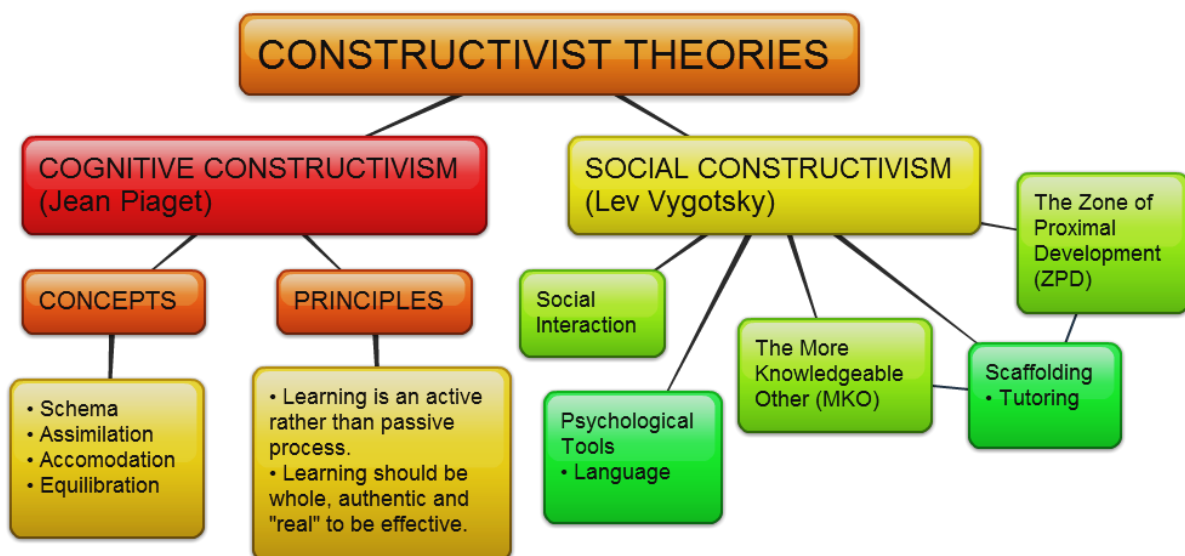 CONSTRUCTIVIST THEORIES
COGNITIVE CONSTRUCTIVISM
(Jean Piaget)
SOCIAL CONSTRUCTIVISM
(Lev Vygotsky)
CONCEPTS
• Schema
• Assimilation
• Accomodation
• Equilibration
PRINCIPLES
• Learning is an active
rather than passive
process.
• Learning should be
whole, authentic and
"real" to be effective.
Social
Interaction
Psychological
Tools
• Language
The More
Knowledgeable
Other (MKO)
Scaffolding
• Tutoring
The Zone of
Proximal
Development
(ZPD)